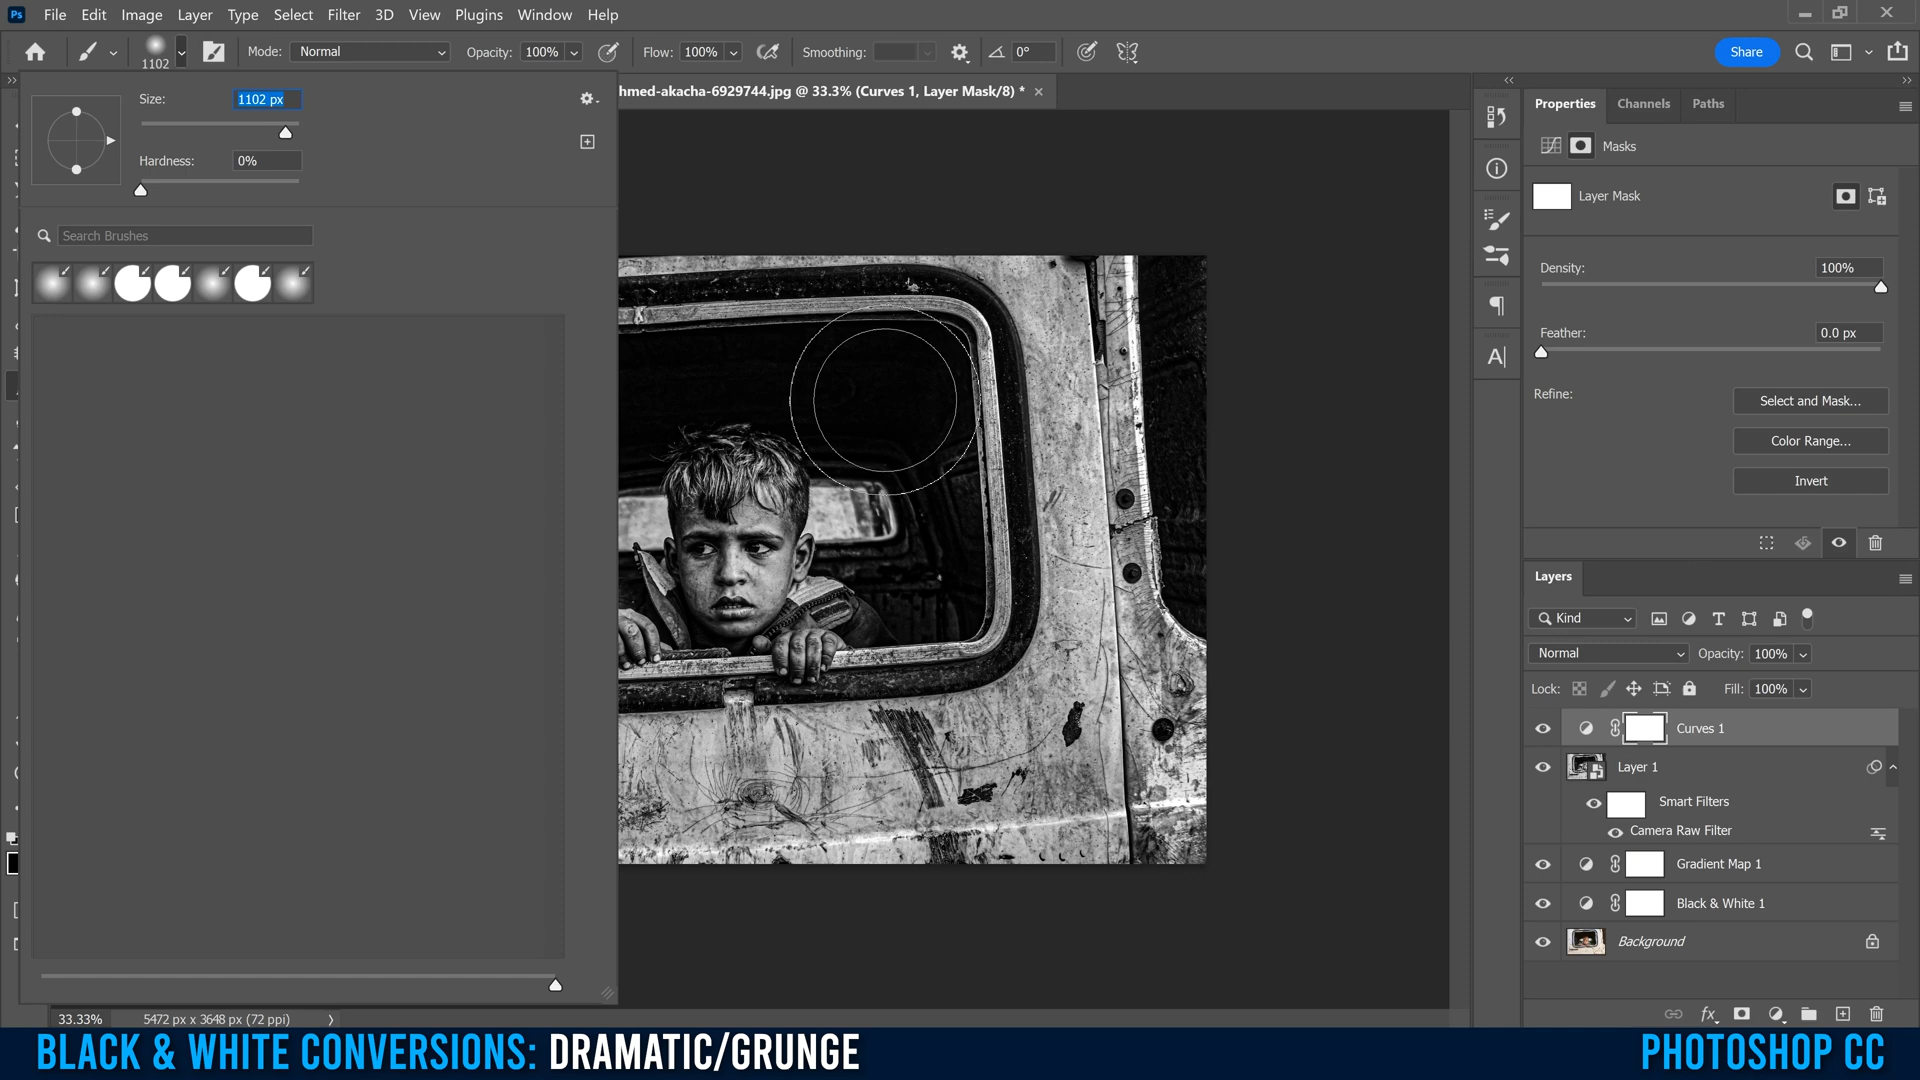 Ps File Edit Image Layer Type Select Filter 3D View Plugins Window Help
1102 Mode: Normal Opacity: 100% Flow: 100% Smoothing: 0° Share
Size: 1102 px
Hardness: 0%
Search Brushes
hmed-akacha-6929744.jpg @ 33.3% (Curves 1, Layer Mask/8) * ×
Properties Channels Paths
Masks
Layer Mask
Density: 100%
Feather: 0.0 px
Refine:
Select and Mask...
Color Range...
Invert
Layers
Kind
Normal Opacity: 100%
Lock: Fill: 100%
Curves 1
Layer 1
Smart Filters
Camera Raw Filter
Gradient Map 1
Black & White 1
Background
33.33% 5472 px x 3648 px (72 ppi)
BLACK & WHITE CONVERSIONS: DRAMATIC/GRUNGE
PHOTOSHOP CC